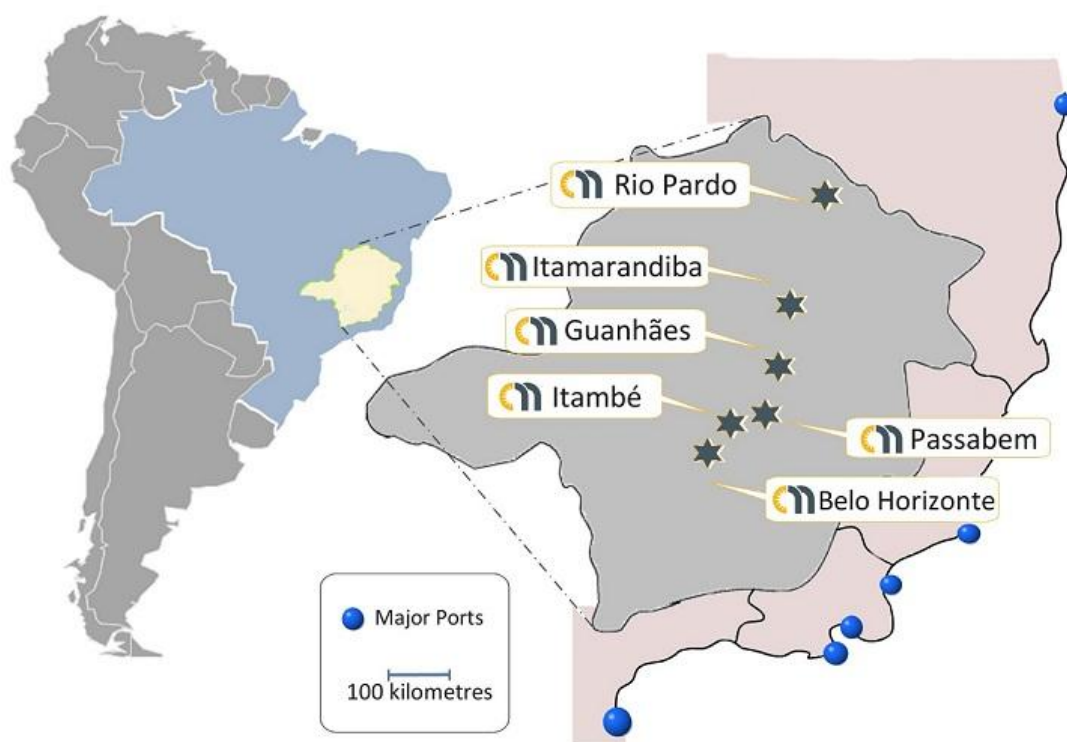 Rio Pardo
Itamarandiba
Guanhães
Itambé
Passabem
Belo Horizonte
Major Ports
100 kilometres